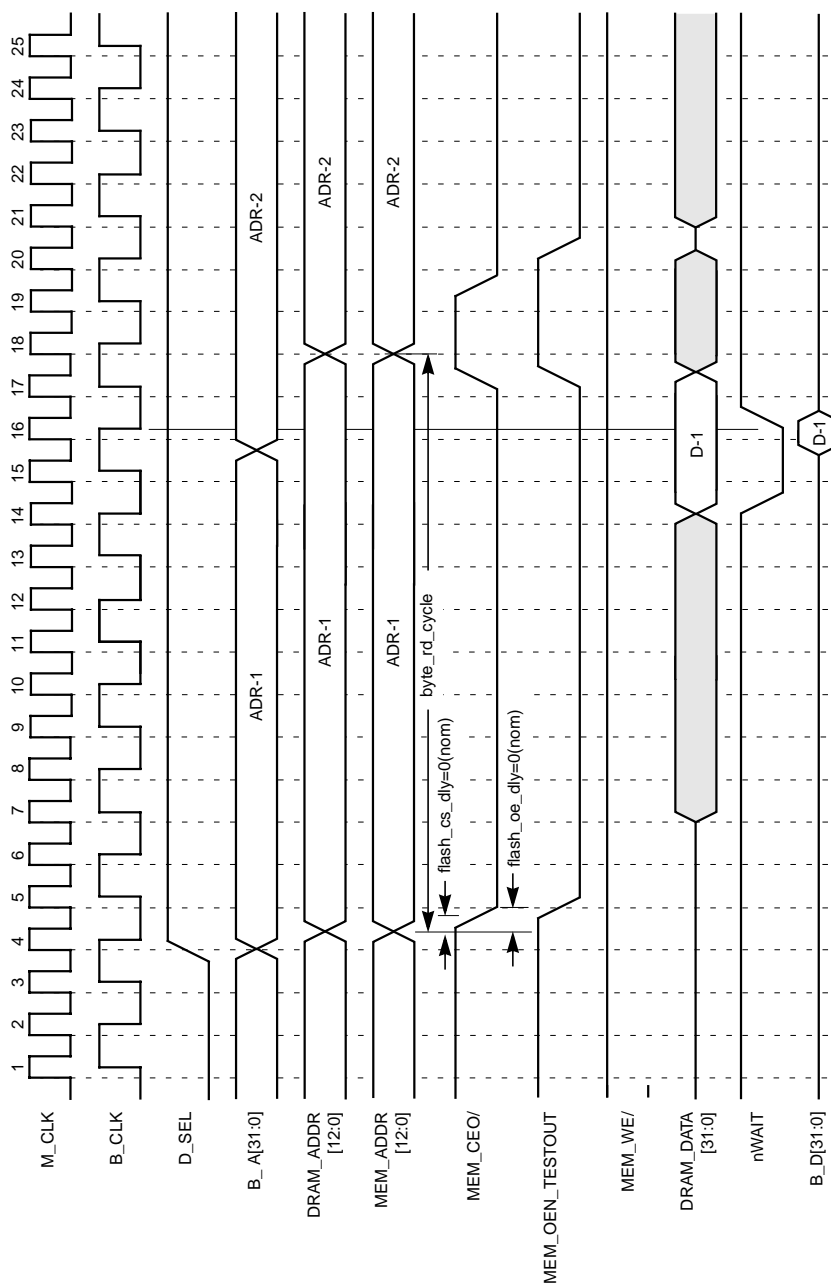 1 2 3 4 5 6 7 8 9 10 11 12 13 14 15 16 17 18 19 20 21 22 23 24 25
M_CLK
B_CLK
D_SEL
B_A[31:0]
ADR-1
ADR-2
DRAM_ADDR
[12:0]
ADR-1
ADR-2
MEM_ADDR
[12:0]
ADR-1
ADR-2
byte_rd_cycle
flash_cs_dly=0(nom)
MEM_CEO/
flash_oe_dly=0(nom)
MEM_OEN_TESTOUT
MEM_WE/
DRAM_DATA
[31:0]
D-1
nWAIT
B_D[31:0]
D-1